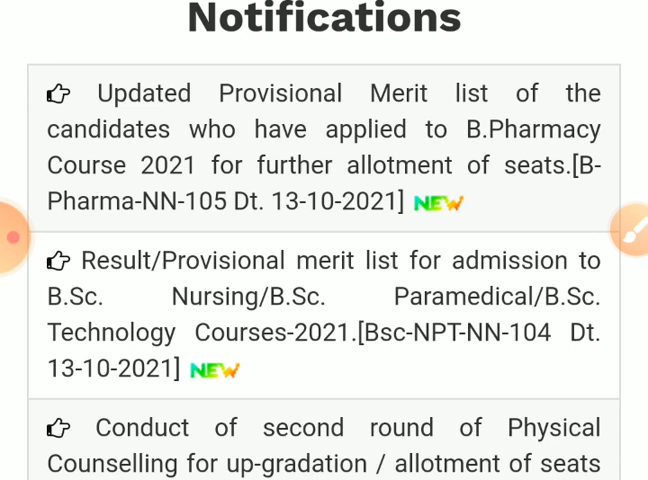 Notifications
Updated Provisional Merit list of the
candidates who have applied to B.Pharmacy
Course 2021 for further allotment of seats.[B-
Pharma-NN-105 Dt. 13-10-2021] NEW
Result/Provisional merit list for admission to
B.Sc. Nursing/B.Sc. Paramedical/B.Sc.
Technology Courses-2021.[Bsc-NPT-NN-104 Dt.
13-10-2021] NEW
Conduct of second round of Physical
Counselling for up-gradation / allotment of seats